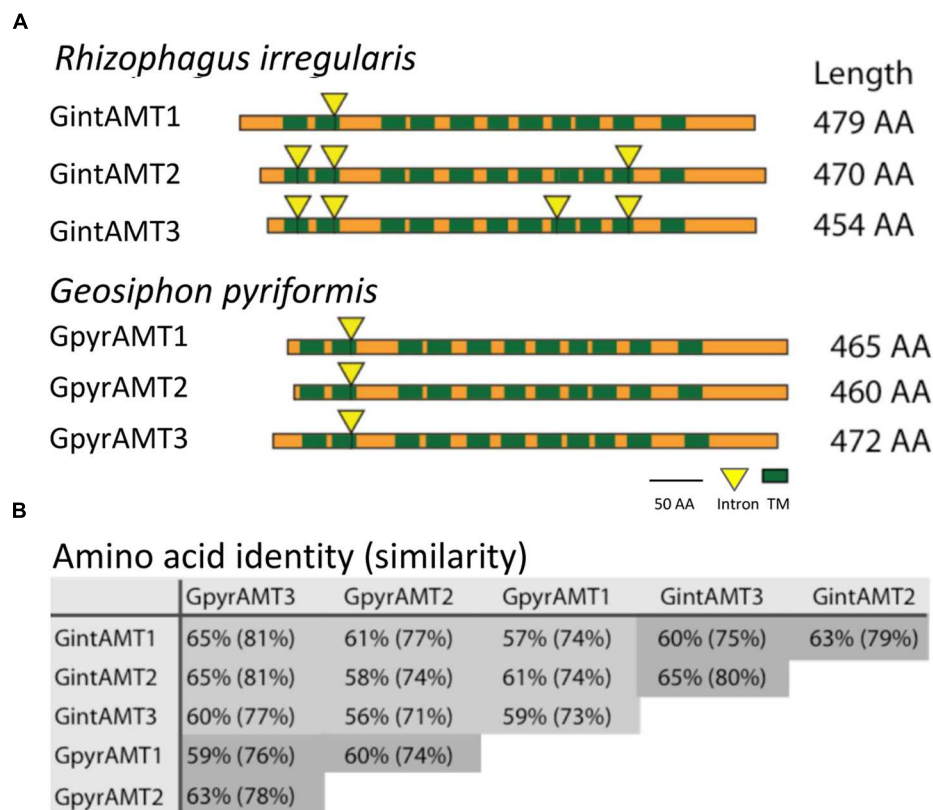 A
Rhizophagus irregularis
Length
GintAMT1 479 AA
GintAMT2 470 AA
GintAMT3 454 AA
Geosiphon pyriformis
GpyrAMT1 465 AA
GpyrAMT2 460 AA
GpyrAMT3 472 AA
50 AA Intron TM
B
Amino acid identity (similarity)
GpyrAMT3 GpyrAMT2 GpyrAMT1 GintAMT3 GintAMT2
GintAMT1 65% (81%) 61% (77%) 57% (74%) 60% (75%) 63% (79%)
GintAMT2 65% (81%) 58% (74%) 61% (74%) 65% (80%)
GintAMT3 60% (77%) 56% (71%) 59% (73%)
GpyrAMT1 59% (76%) 60% (74%)
GpyrAMT2 63% (78%)